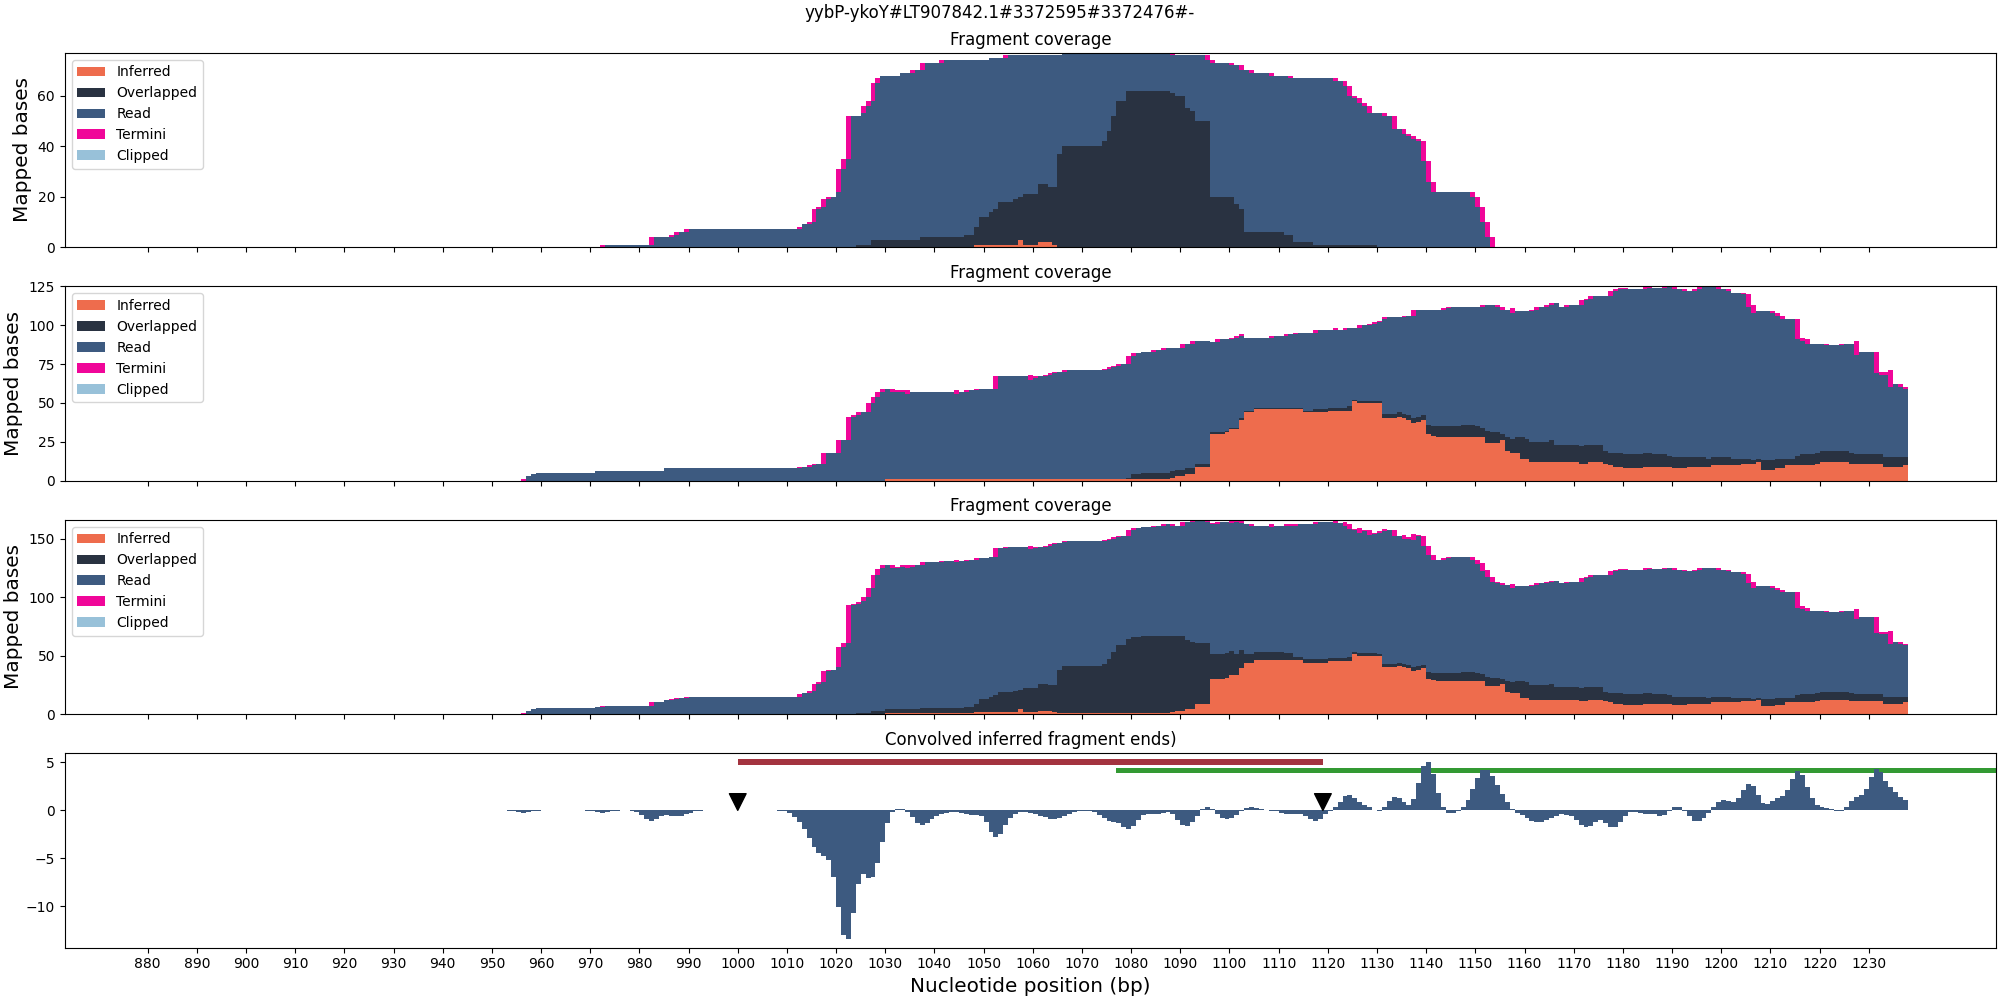 yybP-ykoY#LT907842.1#3372595#3372476#-
Fragment coverage
Mapped bases
60
40
20
0
Inferred
Overlapped
Read
Termini
Clipped
880 890 900 910 920 930 940 950 960 970 980 990 1000 1010 1020 1030 1040 1050 1060 1070 1080 1090 1100 1110 1120 1130 1140 1150 1160 1170 1180 1190 1200 1210 1220 1230
Nucleotide position (bp)
Fragment coverage
Mapped bases
125
100
75
50
25
0
Inferred
Overlapped
Read
Termini
Clipped
Fragment coverage
Mapped bases
150
100
50
0
Inferred
Overlapped
Read
Termini
Clipped
Convolved inferred fragment ends)
5
0
−5
−10